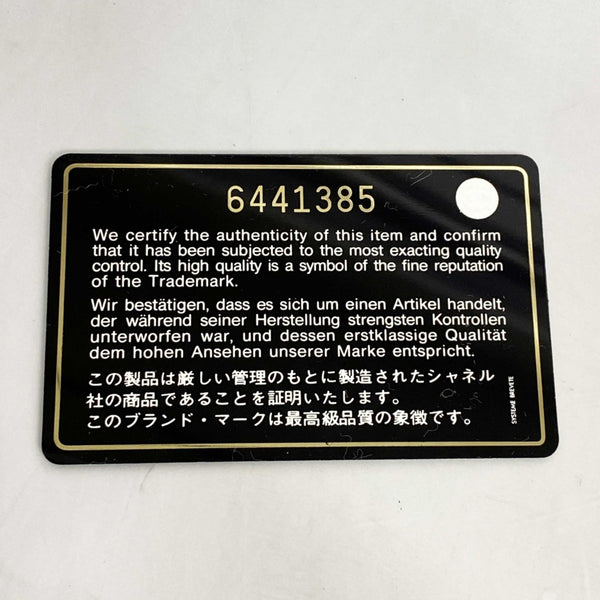 6441385
We certify the authenticity of this item and confirm
that it has been subjected to the most exacting quality
control. Its high quality is a symbol of the fine reputation
of the Trademark.
Wir bestätigen, dass es sich um einen Artikel handelt,
der während seiner Herstellung strengsten Kontrollen
unterworfen war, und dessen erstklassige Qualität
dem hohen Ansehen unserer Marke entspricht.
この製品は厳しい管理のもとに製造されたシャネル
社の商品であることを証明いたします。
このブランド・マークは最高級品質の象徴です。
SYSTEME BREVETE